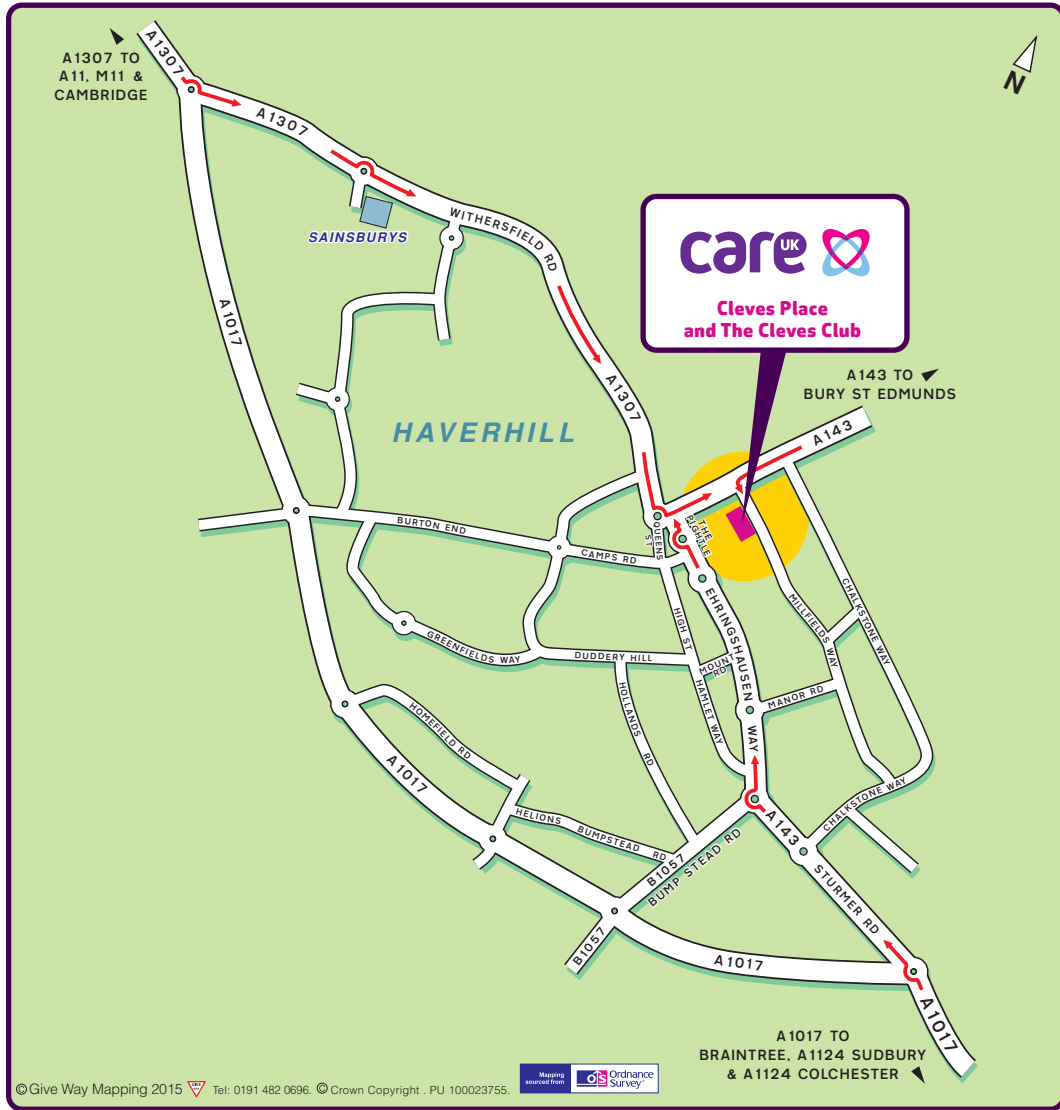 A1307
A1307 TO
A11, M11 &
CAMBRIDGE
N
A1307
SAINSBURYS
WITHERSFIELD RD
care UK
Cleves Place
and The Cleves Club
A1017
A1307
A143 TO
BURY ST EDMUNDS
A143
HAVERHILL
BURTON END
CAMPS RD
QUEENS
ST
THE
PIGHTLE
EHRINGSHAUSEN
WAY
MILLFIELDS WAY
CHALKSTONE WAY
HIGH ST
GREENFIELDS WAY
DUDDERY HILL
MOUNT
RD
HAMLET WAY
MANOR RD
HOLLANDS RD
HOMEFIELD RD
A1017
HELIONS BUMPSTEAD RD
B1057
BUMP STEAD RD
A143
CHALKSTONE WAY
STURMER RD
B1057
A1017
A1017
A1017 TO
BRAINTREE, A1124 SUDBURY
& A1124 COLCHESTER
© Give Way Mapping 2015 Tel: 0191 482 0696. © Crown Copyright . PU 100023755.
Mapping
sourced from
OS Ordnance
Survey